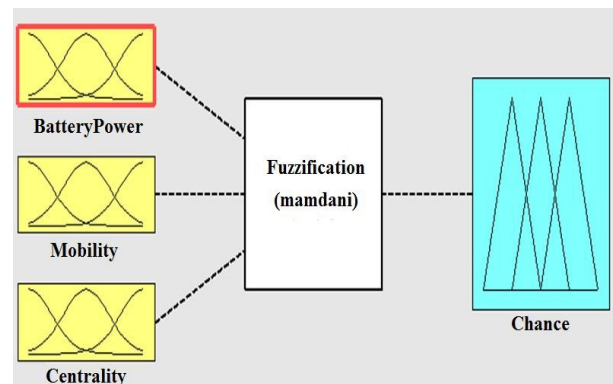 BatteryPower
Mobility
Centrality
Fuzzification
(mamdani)
Chance